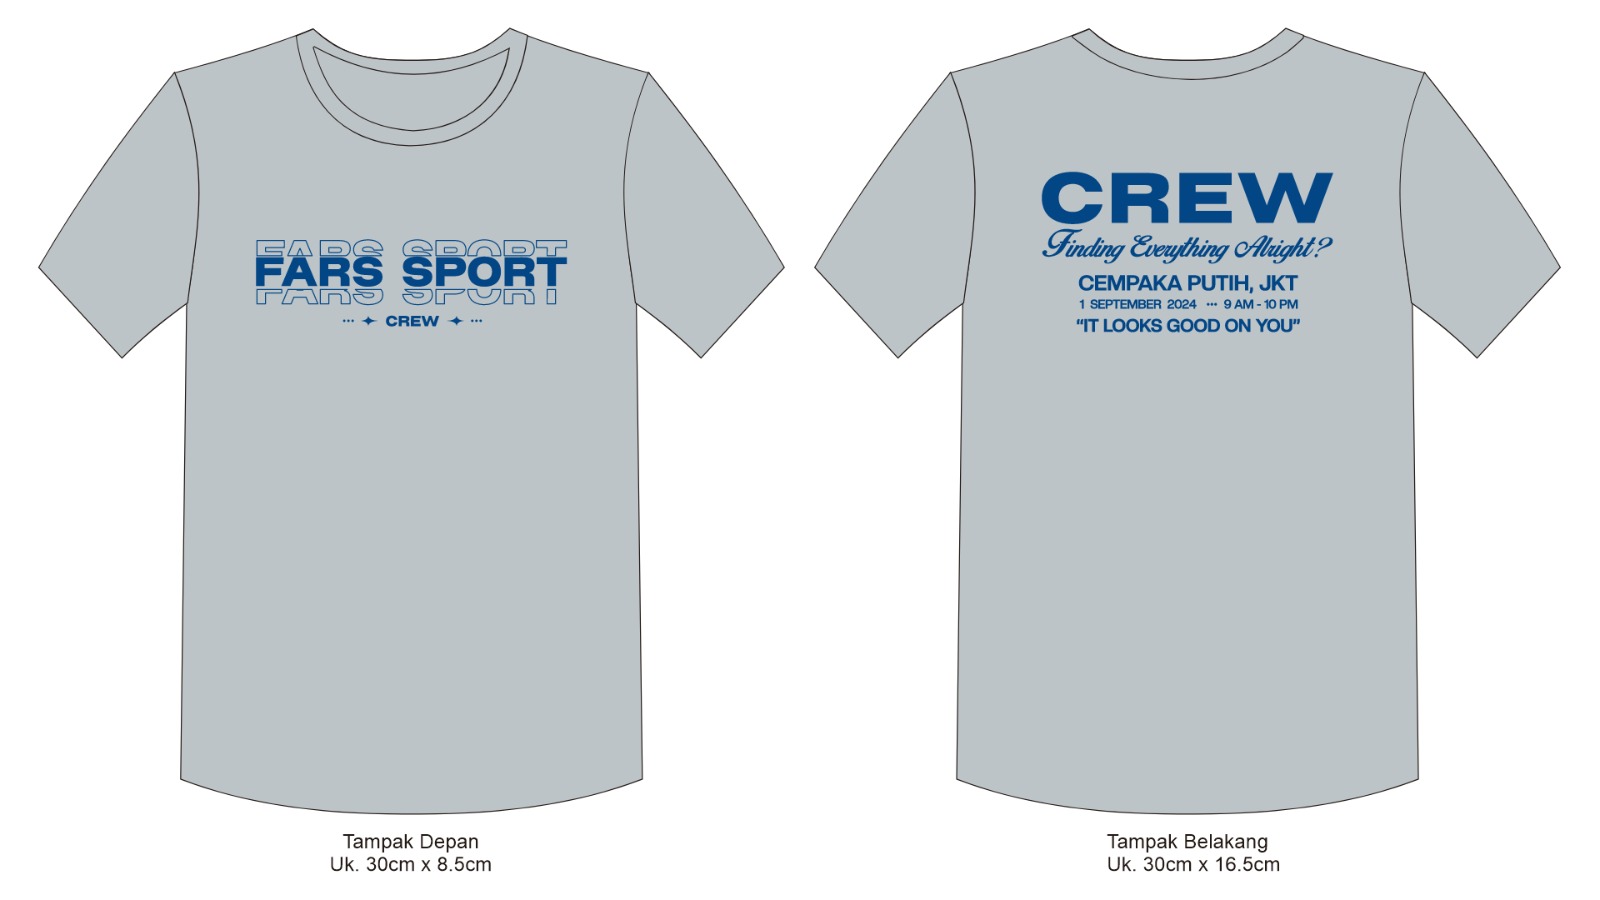 FARS SPORT
FARS SPORT
FARS SPORT
CREW
CREW
Finding Everything Alright?
CEMPAKA PUTIH, JKT
1 SEPTEMBER 2024 ··· 9 AM - 10 PM
“IT LOOKS GOOD ON YOU”
Tampak Depan
Uk. 30cm x 8.5cm
Tampak Belakang
Uk. 30cm x 16.5cm